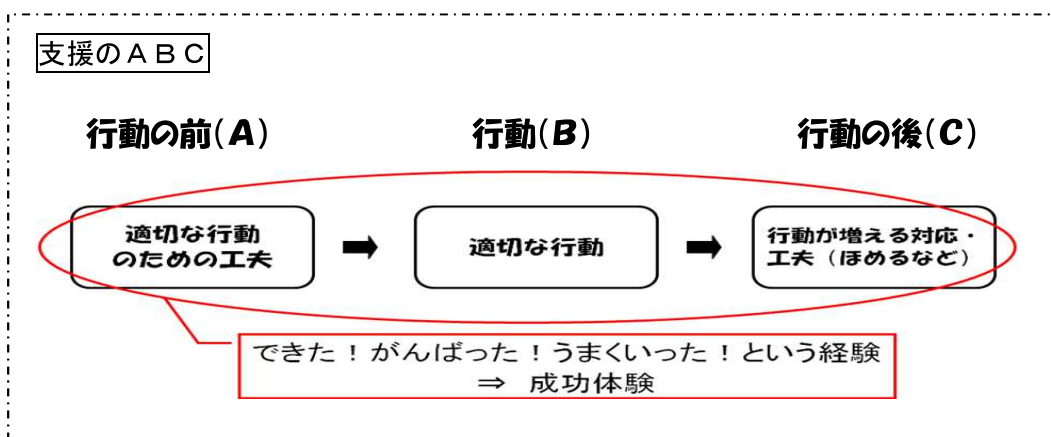 支援のＡＢＣ
行動の前(A)
行動(B)
行動の後(C)
適切な行動
のための工夫
➡
適切な行動
➡
行動が増える対応・
工夫（ほめるなど）
できた！がんばった！うまくいった！という経験
⇒　成功体験